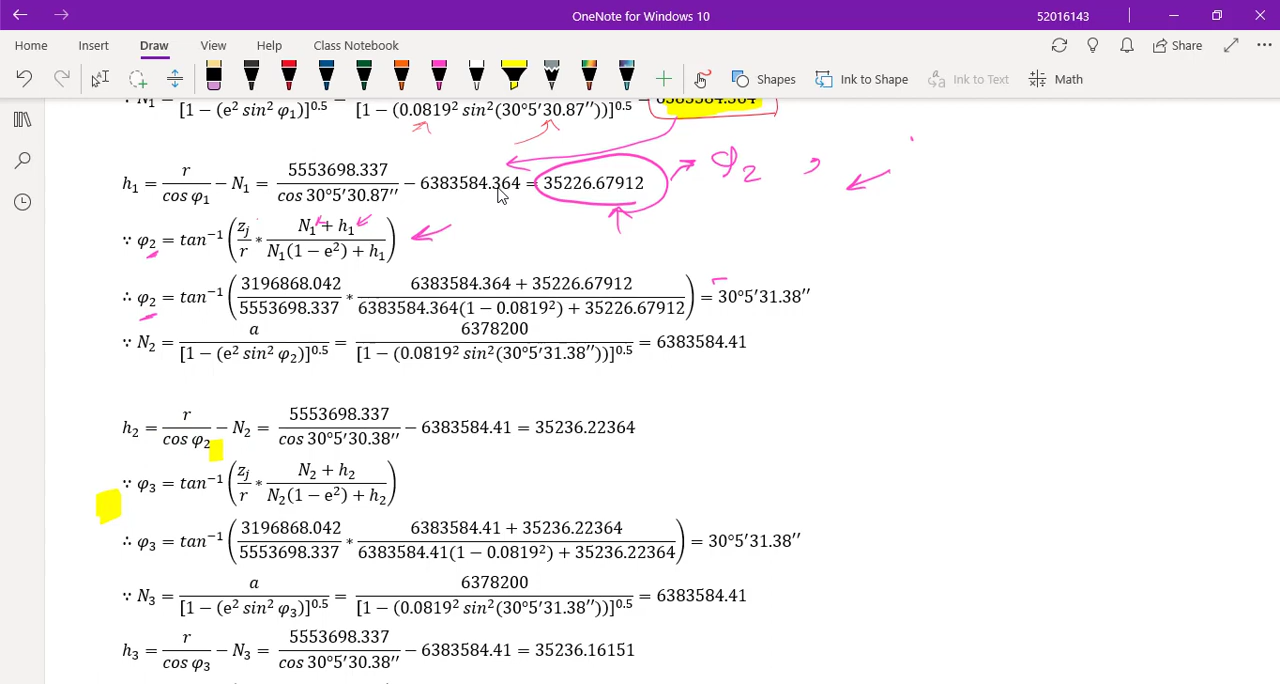 OneNote for Windows 10
52016143
Home Insert Draw View Help Class Notebook
Share
Shapes Ink to Shape Ink to Text Math
∵ N₁ = [1 − (e² sin² φ₁)]^0.5 = [1 − (0.0819² sin²(30°5′30.87′′))]^0.5 = 6383584.364
h₁ = r / cos φ₁ − N₁ = 5553698.337 / cos 30°5′30.87′′ − 6383584.364 = 35226.67912 → φ₂ ,
∵ φ₂ = tan⁻¹ (zⱼ / r * (N₁ + h₁) / (N₁(1 − e²) + h₁))
∴ φ₂ = tan⁻¹ (3196868.042 / 5553698.337 * (6383584.364 + 35226.67912) / (6383584.364(1 − 0.0819²) + 35226.67912)) = 30°5′31.38′′
∵ N₂ = a / [1 − (e² sin² φ₂)]^0.5 = 6378200 / [1 − (0.0819² sin²(30°5′31.38′′))]^0.5 = 6383584.41
h₂ = r / cos φ₂ − N₂ = 5553698.337 / cos 30°5′30.38′′ − 6383584.41 = 35236.22364
∵ φ₃ = tan⁻¹ (zⱼ / r * (N₂ + h₂) / (N₂(1 − e²) + h₂))
∴ φ₃ = tan⁻¹ (3196868.042 / 5553698.337 * (6383584.41 + 35236.22364) / (6383584.41(1 − 0.0819²) + 35236.22364)) = 30°5′31.38′′
∵ N₃ = a / [1 − (e² sin² φ₃)]^0.5 = 6378200 / [1 − (0.0819² sin²(30°5′31.38′′))]^0.5 = 6383584.41
h₃ = r / cos φ₃ − N₃ = 5553698.337 / cos 30°5′30.38′′ − 6383584.41 = 35236.16151